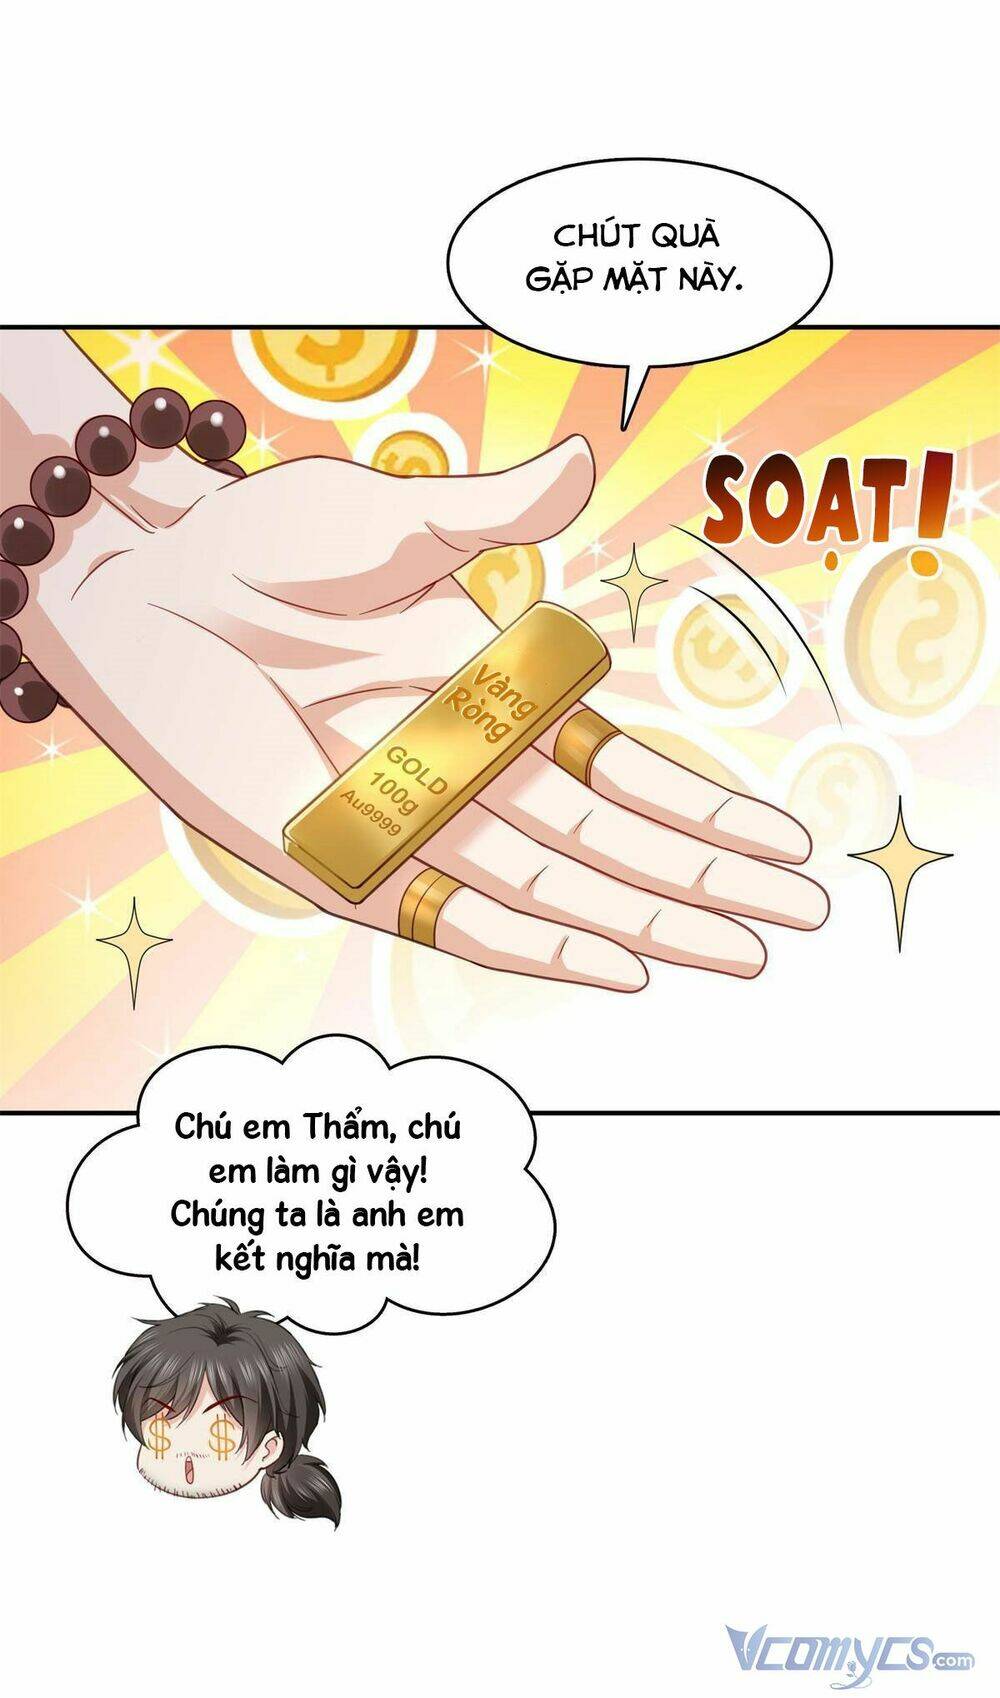 CHÚT QUÀ
GẶP MẶT NÀY.
SOẠT!
Vàng
Ròng
GOLD
100g
Au9999
Chú em Thẩm, chú
em làm gì vậy!
Chúng ta là anh em
kết nghĩa mà!
VCOMYCS.com